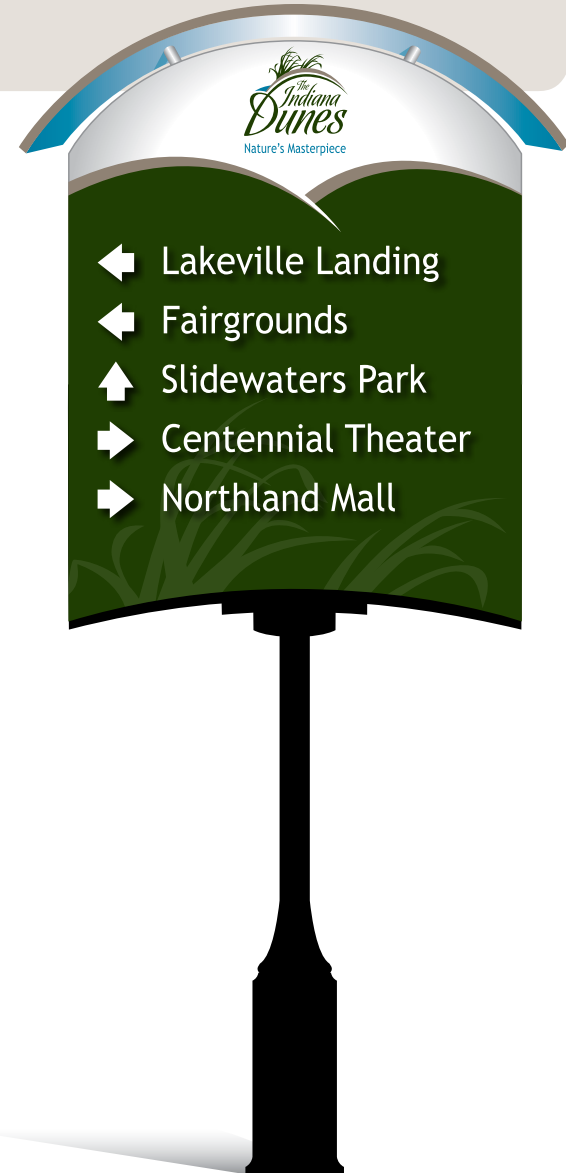 The
Indiana
Dunes
Nature's Masterpiece
Lakeville Landing
Fairgrounds
Slidewaters Park
Centennial Theater
Northland Mall